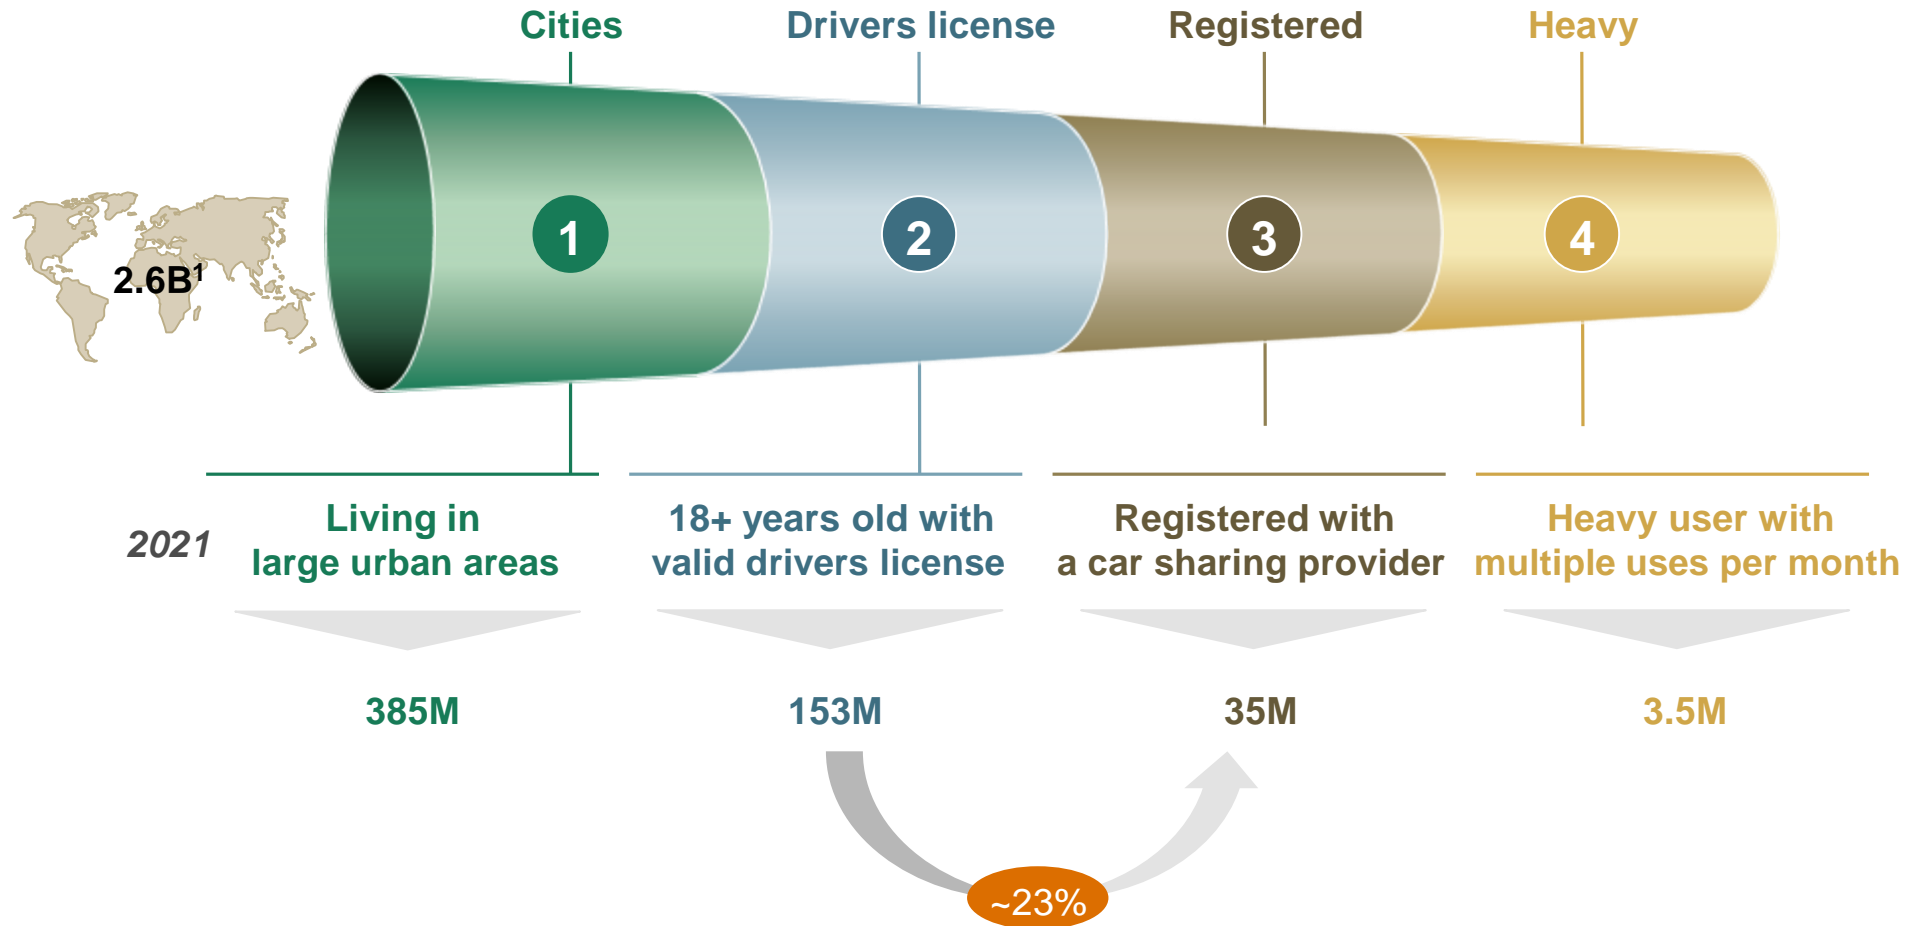 Cities
Drivers license
Registered
Heavy
1
2
3
4
2.6B¹
2021
Living in
large urban areas
18+ years old with
valid drivers license
Registered with
a car sharing provider
Heavy user with
multiple uses per month
385M
153M
35M
3.5M
~23%